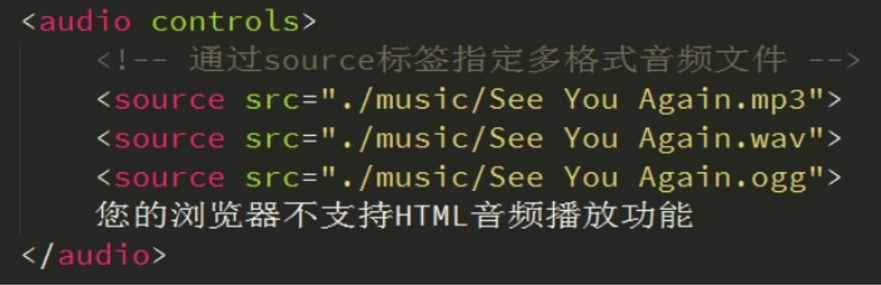 <audio controls>
<!-- 通过source标签指定多格式音频文件 -->
<source src="./music/See You Again.mp3">
<source src="./music/See You Again.wav">
<source src="./music/See You Again.ogg">
您的浏览器不支持HTML音频播放功能
</audio>